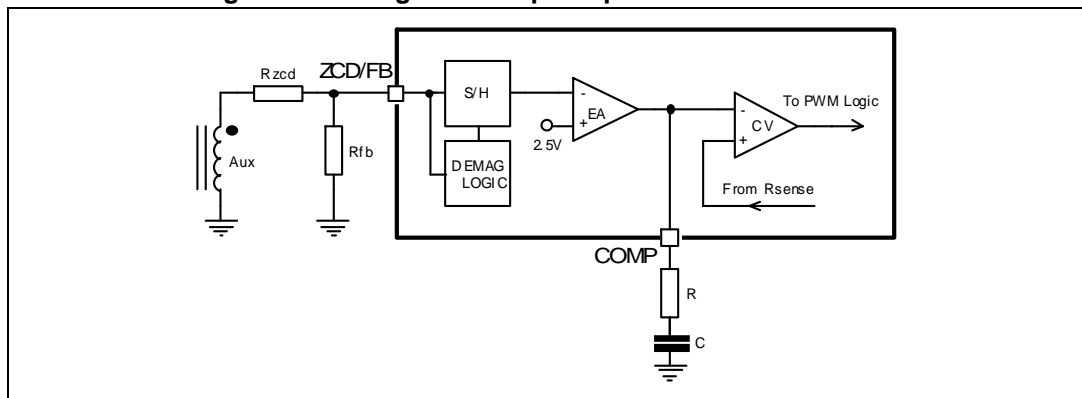 Rzcd
ZCD/FB
S/H
-
EA
+
2.5V
To PWM Logic
-
CV
+
Aux
Rfb
DEMAG
LOGIC
From Rsense
COMP
R
C